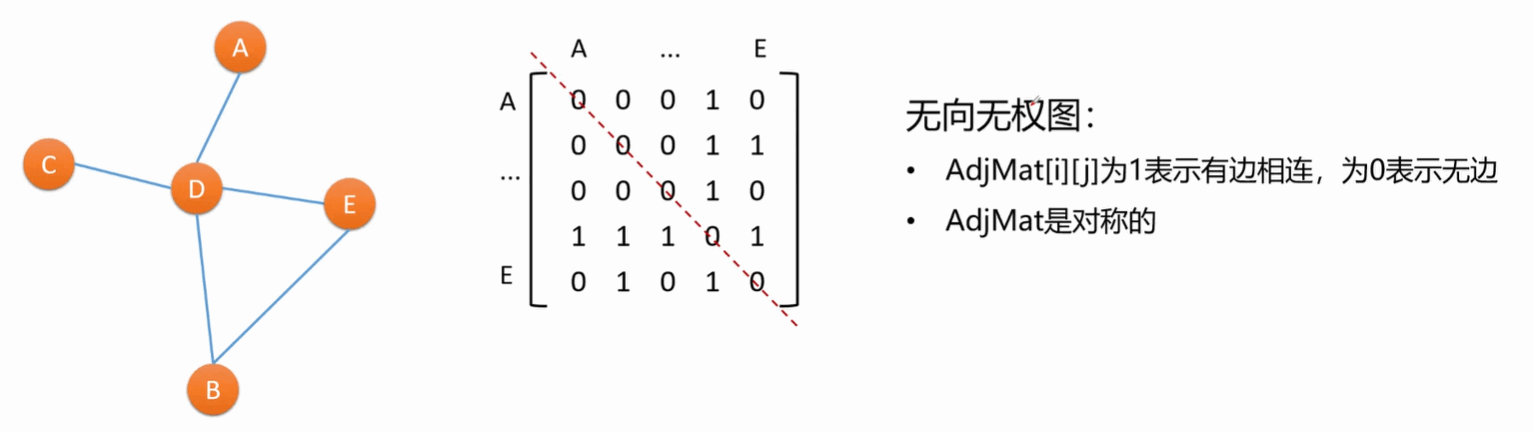 A
C
D
E
B
A ... E
A 0 0 0 1 0
0 0 0 1 1
...
0 0 0 1 0
1 1 1 0 1
E 0 1 0 1 0
无向无权图：
• AdjMat[i][j]为1表示有边相连，为0表示无边
• AdjMat是对称的